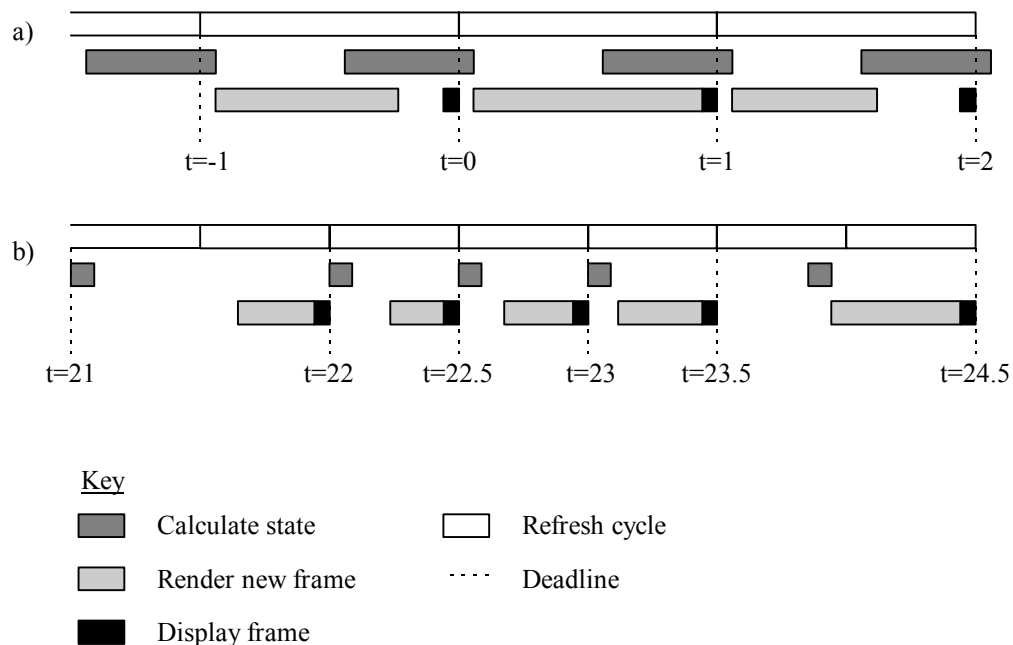 a)
t=-1 t=0 t=1 t=2
b)
t=21 t=22 t=22.5 t=23 t=23.5 t=24.5
Key
Calculate state Refresh cycle
Render new frame Deadline
Display frame